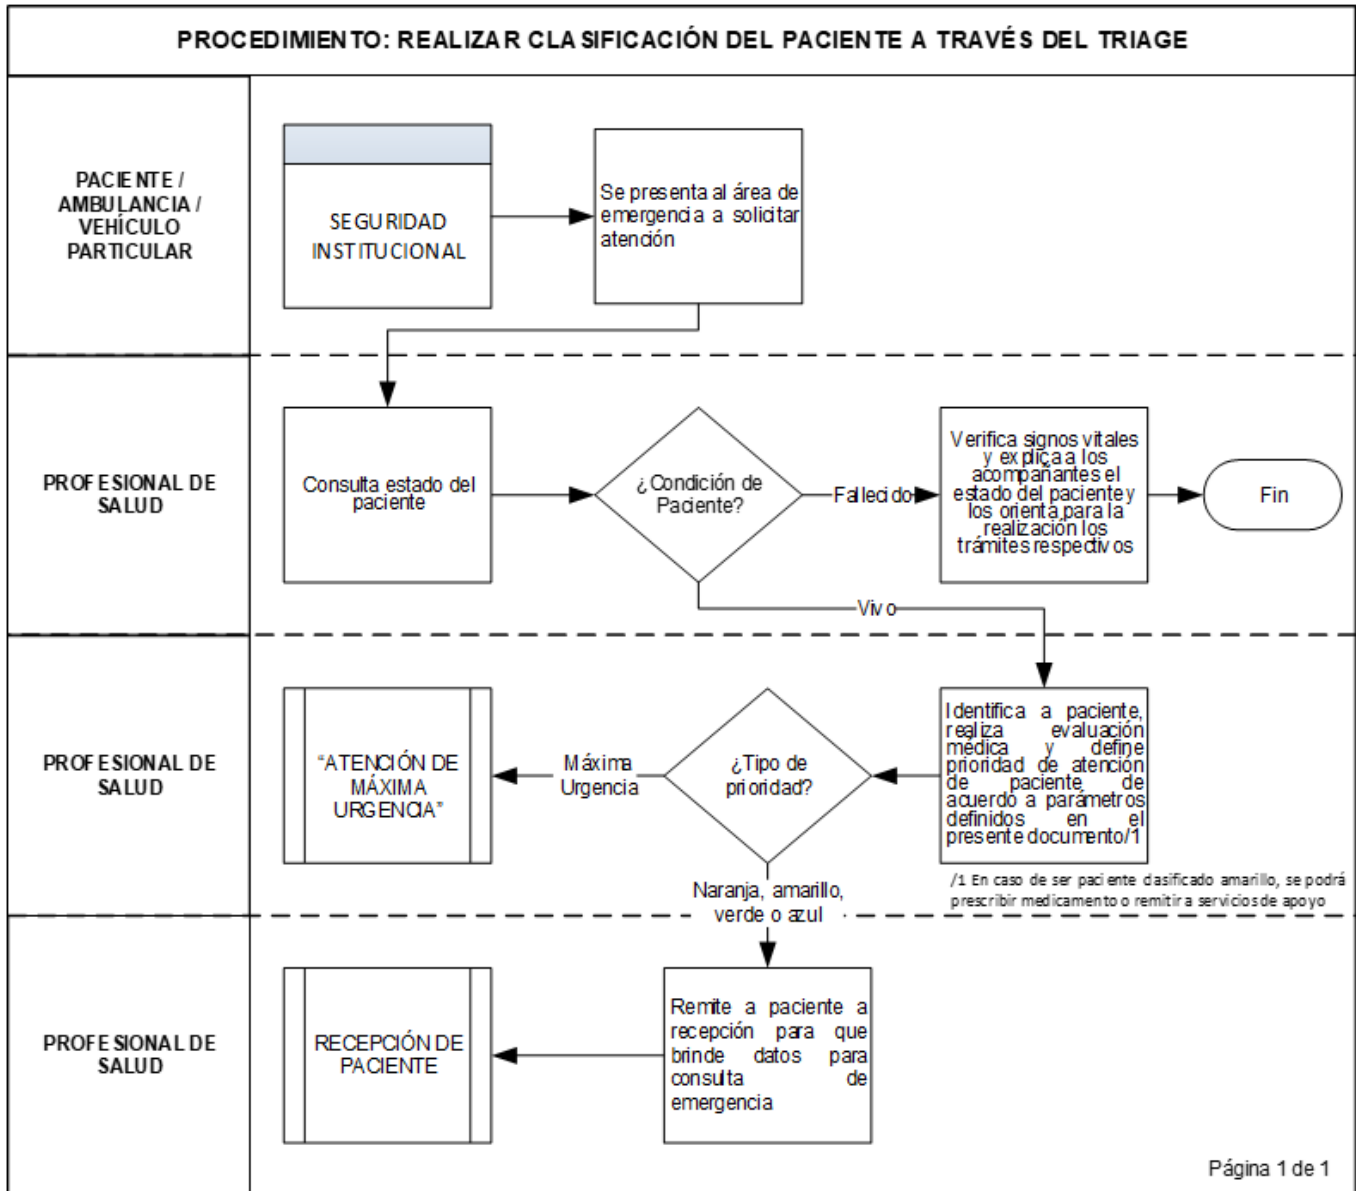 PROCEDIMIENTO: REALIZAR CLASIFICACIÓN DEL PACIENTE A TRAVÉS DEL TRIAGE
PACIENTE /
AMBULANCIA /
VEHÍCULO
PARTICULAR
SEGURIDAD
INSTITUCIONAL
Se presenta al área de
emergencia a solicitar
atención
PROFESIONAL DE
SALUD
Consulta estado del
paciente
¿Condición de
Paciente?
Fallecido
Verifica signos vitales
y explica a los
acompañantes el
estado del paciente y
los orienta para la
realización los
trámites respectivos
Fin
Vivo
PROFESIONAL DE
SALUD
“ATENCIÓN DE
MÁXIMA
URGENCIA”
Máxima
Urgencia
¿Tipo de
prioridad?
Identifica a paciente,
realiza evaluación
médica y define
prioridad de atención
de paciente de
acuerdo a parámetros
definidos en el
presente documento/1
/1 En caso de ser paciente clasificado amarillo, se podrá
prescribir medicamento o remitir a servicios de apoyo
Naranja, amarillo,
verde o azul
PROFESIONAL DE
SALUD
RECEPCIÓN DE
PACIENTE
Remite a paciente a
recepción para que
brinde datos para
consulta de
emergencia
Página 1 de 1